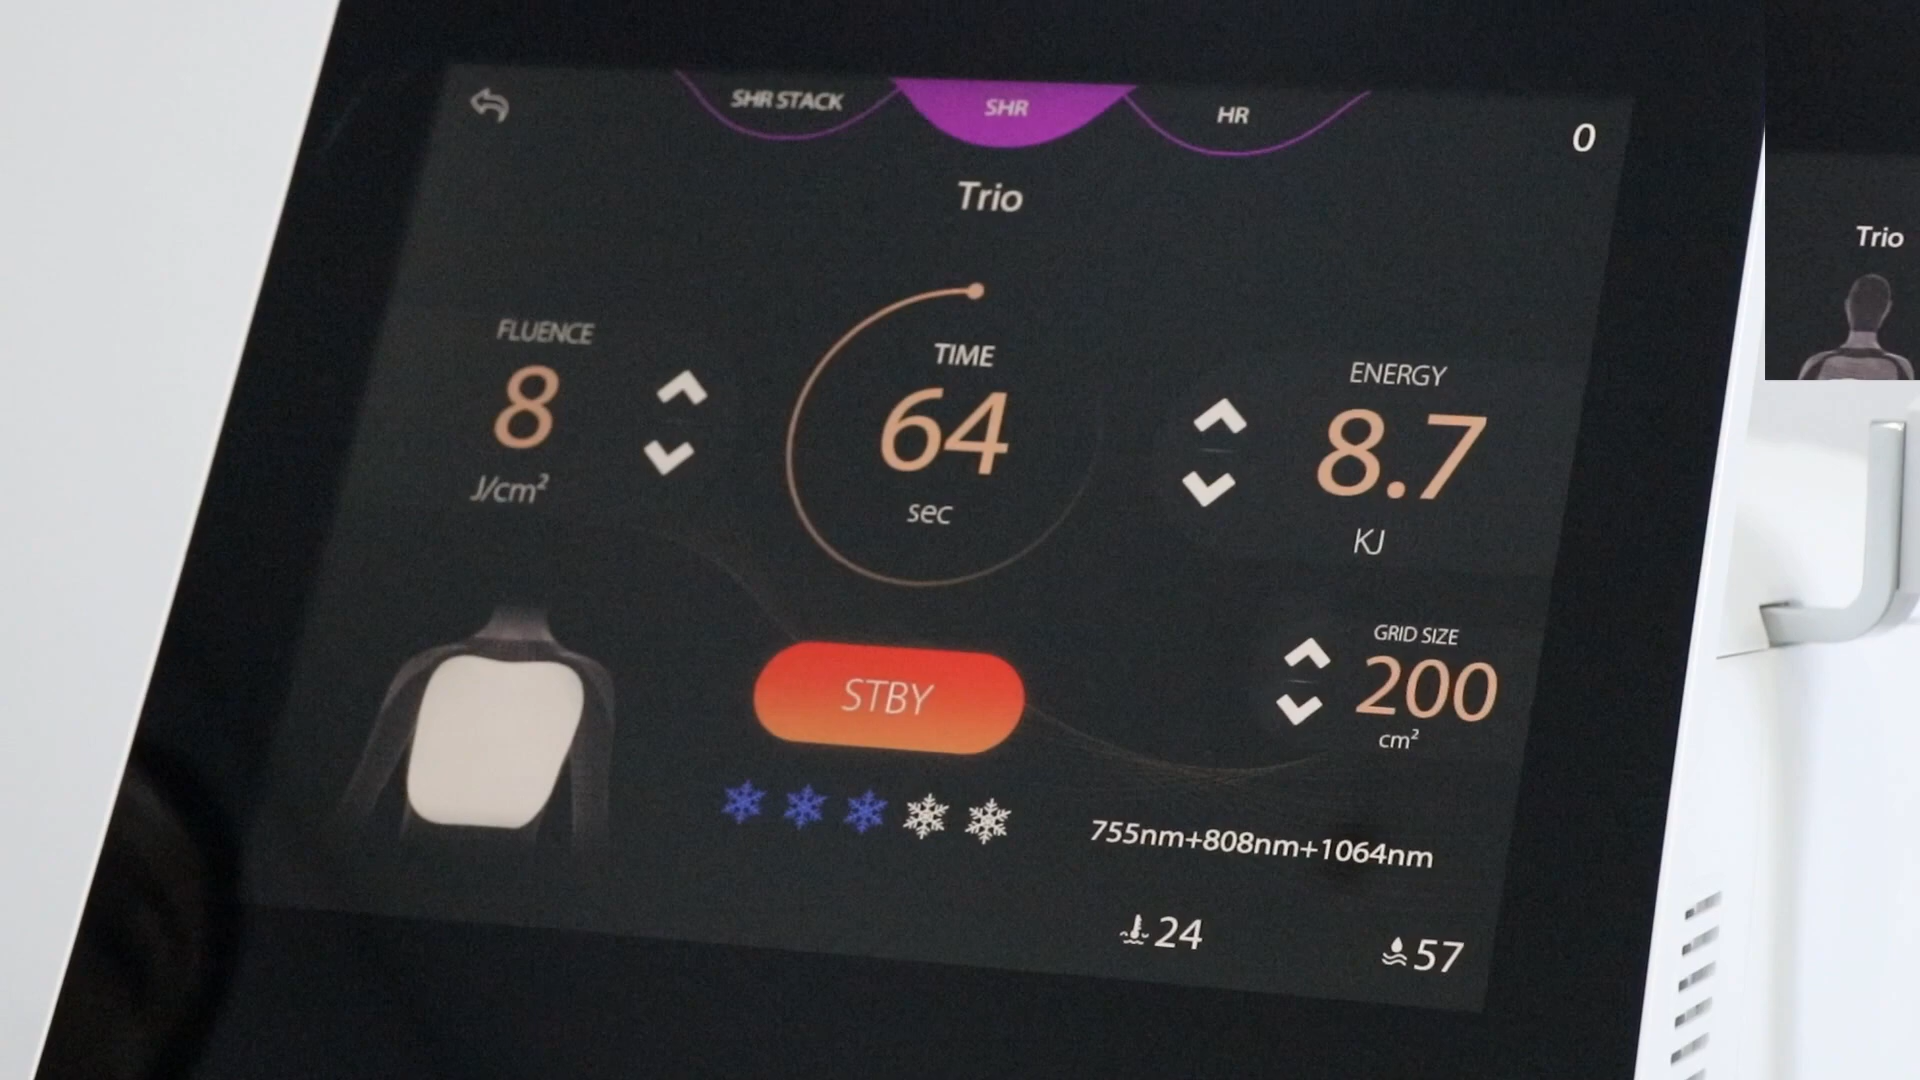 SHR STACK
SHR
HR
0
Trio
FLUENCE
8
J/cm²
TIME
64
sec
ENERGY
8.7
KJ
STBY
GRID SIZE
200
cm²
755nm+808nm+1064nm
24
57
Trio